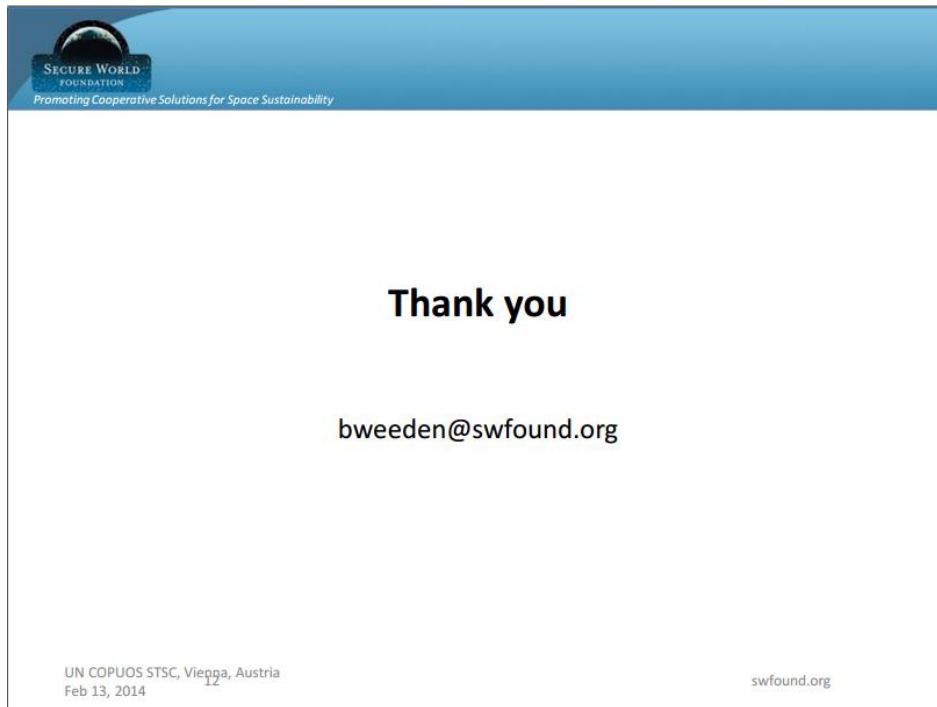 SECURE WORLD
FOUNDATION
Promoting Cooperative Solutions for Space Sustainability
Thank you
bweeden@swfound.org
UN COPUOS STSC, Vienna, Austria
12
Feb 13, 2014
swfound.org